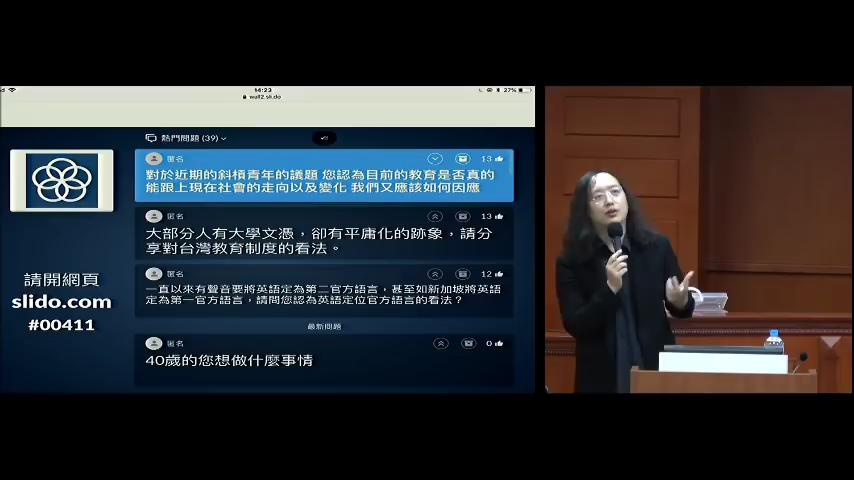 14:23
wall2.sli.do
27%
熱門問題 (39)
匿名
13
對於近期的斜槓青年的議題 您認為目前的教育是否真的
能跟上現在社會的走向以及變化 我們又應該如何因應
匿名
13
大部分人有大學文憑，卻有平庸化的跡象，請分
享對台灣教育制度的看法。
匿名
12
一直以來有聲音要將英語定為第二官方語言，甚至如新加坡將英語
定為第一官方語言，請問您認為英語定位官方語言的看法？
最新問題
匿名
0
40歲的您想做什麼事情
請開網頁
slido.com
#00411